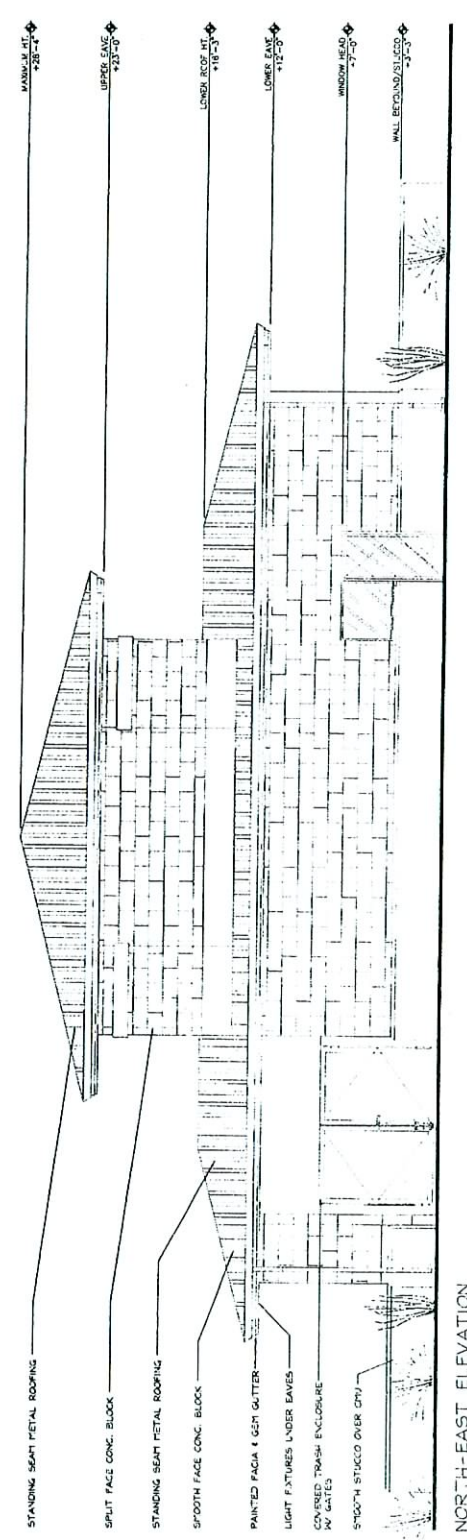 STANDING SEAM METAL ROOFING
SPLIT FACE CONC. BLOCK
STANDING SEAM METAL ROOFING
SMOOTH FACE CONC. BLOCK
PAINTED FACIA & GSM GUTTER
LIGHT FIXTURES UNDER EAVES
COVERED TRASH ENCLOSURE
W/ GATES
SMOOTH STUCCO OVER CMU
MAXIMUM HT.
+28'-4"
UPPER EAVE
+23'-0"
LOWER ROOF HT.
+16'-3"
LOWER EAVE
+12'-0"
WINDOW HEAD
+7'-0"
WALL BEYOUND/STUCCO
+3'-3"
NORTH-EAST ELEVATION